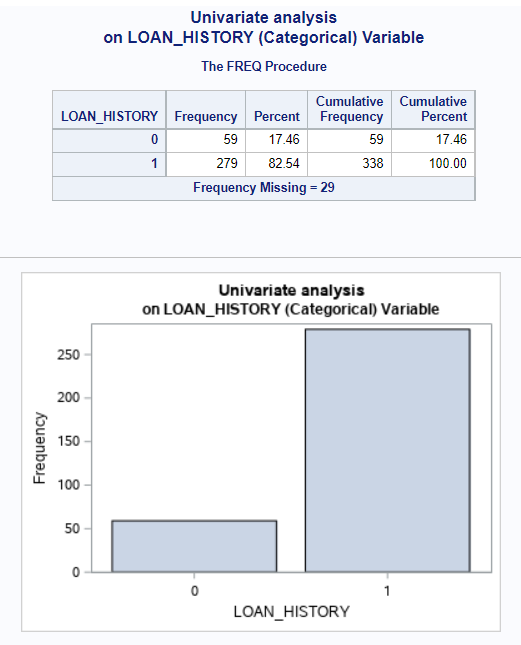 Univariate analysis
on LOAN_HISTORY (Categorical) Variable
The FREQ Procedure
LOAN_HISTORY Frequency Percent Cumulative Frequency Cumulative Percent
0 59 17.46 59 17.46
1 279 82.54 338 100.00
Frequency Missing = 29
Univariate analysis
on LOAN_HISTORY (Categorical) Variable
250
200
150
100
50
0
Frequency
0 1
LOAN_HISTORY